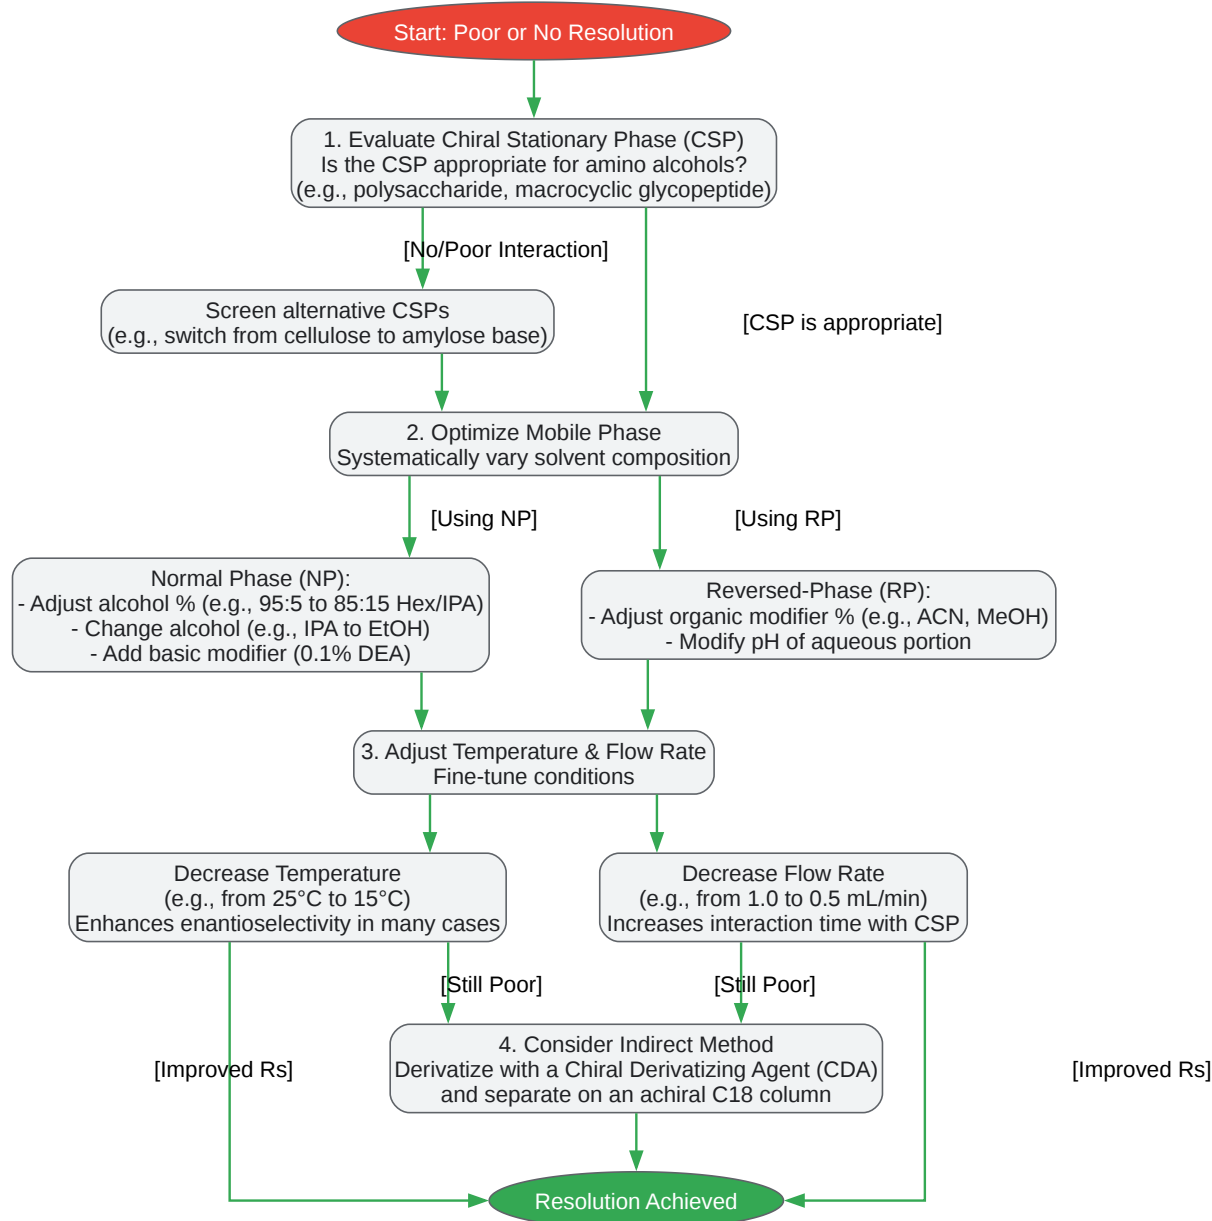 Start: Poor or No Resolution
1. Evaluate Chiral Stationary Phase (CSP)
Is the CSP appropriate for amino alcohols?
(e.g., polysaccharide, macrocyclic glycopeptide)
[No/Poor Interaction]
Screen alternative CSPs
(e.g., switch from cellulose to amylose base)
[CSP is appropriate]
2. Optimize Mobile Phase
Systematically vary solvent composition
[Using NP]
[Using RP]
Normal Phase (NP):
- Adjust alcohol % (e.g., 95:5 to 85:15 Hex/IPA)
- Change alcohol (e.g., IPA to EtOH)
- Add basic modifier (0.1% DEA)
Reversed-Phase (RP):
- Adjust organic modifier % (e.g., ACN, MeOH)
- Modify pH of aqueous portion
3. Adjust Temperature & Flow Rate
Fine-tune conditions
Decrease Temperature
(e.g., from 25°C to 15°C)
Enhances enantioselectivity in many cases
Decrease Flow Rate
(e.g., from 1.0 to 0.5 mL/min)
Increases interaction time with CSP
[Still Poor]
[Still Poor]
4. Consider Indirect Method
Derivatize with a Chiral Derivatizing Agent (CDA)
and separate on an achiral C18 column
[Improved Rs]
[Improved Rs]
Resolution Achieved